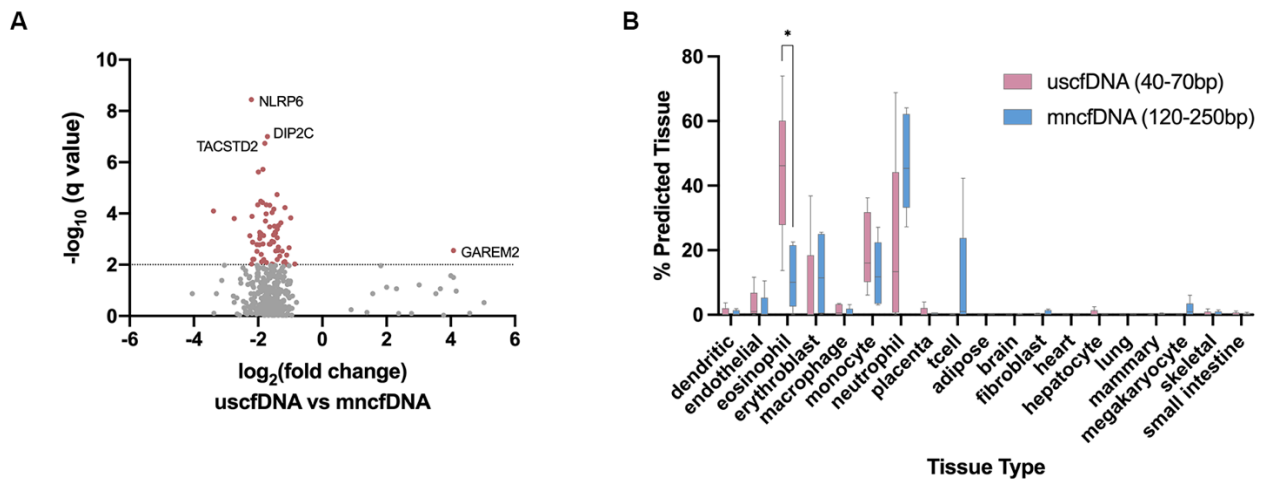 A
10
8
6
4
2
0
-log10 (q value)
NLRP6
DIP2C
TACSTD2
GAREM2
-6
-4
-2
0
2
4
6
log2(fold change)
uscfDNA vs mncfDNA
B
80
60
40
20
0
% Predicted Tissue
*
uscfDNA (40-70bp)
mncfDNA (120-250bp)
dendritic
endothelial
eosinophil
erythroblast
macrophage
monocyte
neutrophil
placenta
tcell
adipose
brain
fibroblast
heart
hepatocyte
lung
mammary
megakaryocyte
skeletal
small intestine
Tissue Type